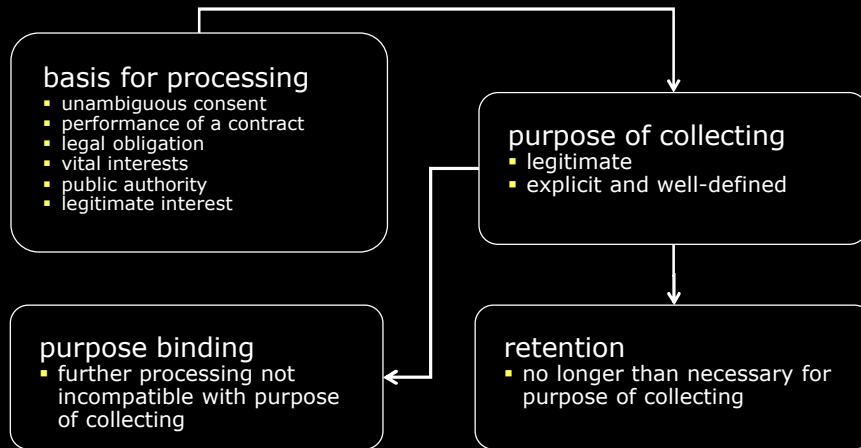 basis for processing
▪ unambiguous consent
▪ performance of a contract
▪ legal obligation
▪ vital interests
▪ public authority
▪ legitimate interest
purpose of collecting
▪ legitimate
▪ explicit and well-defined
purpose binding
▪ further processing not
incompatible with purpose
of collecting
retention
▪ no longer than necessary for
purpose of collecting